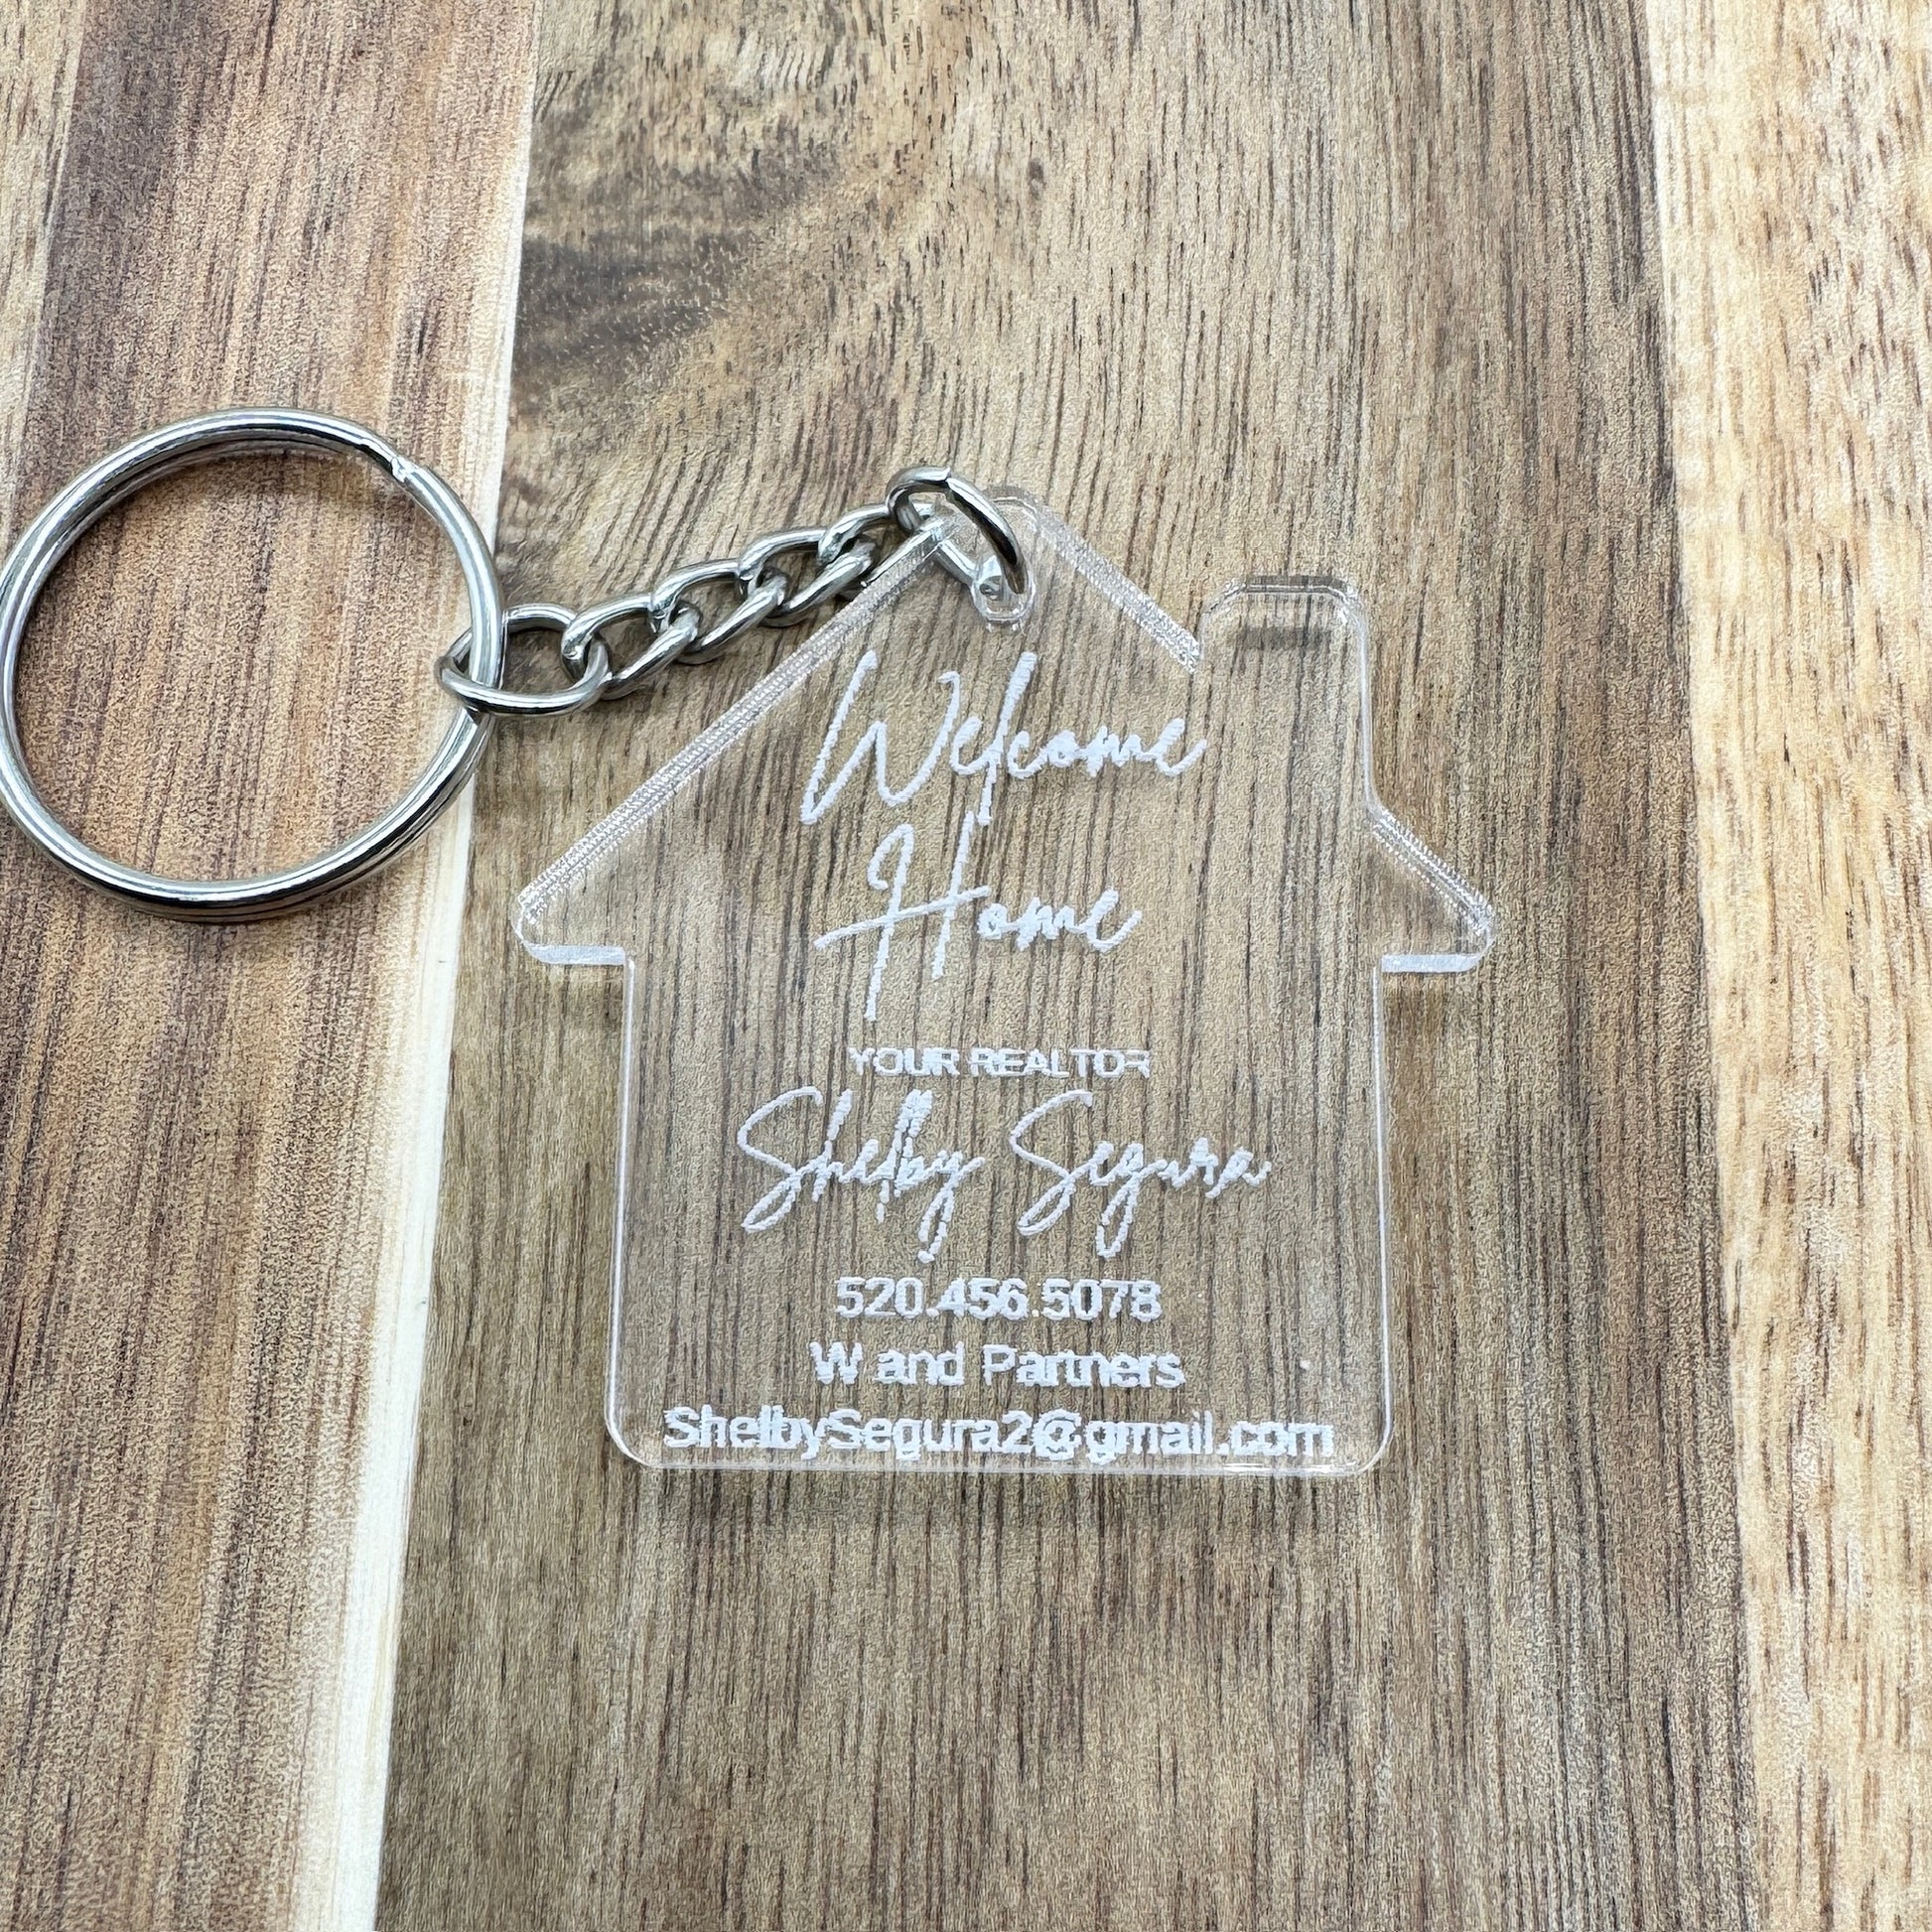 Welcome
Home
YOUR REALTOR
Shelby Segura
520.456.5078
W and Partners
ShelbySegura2@gmail.com